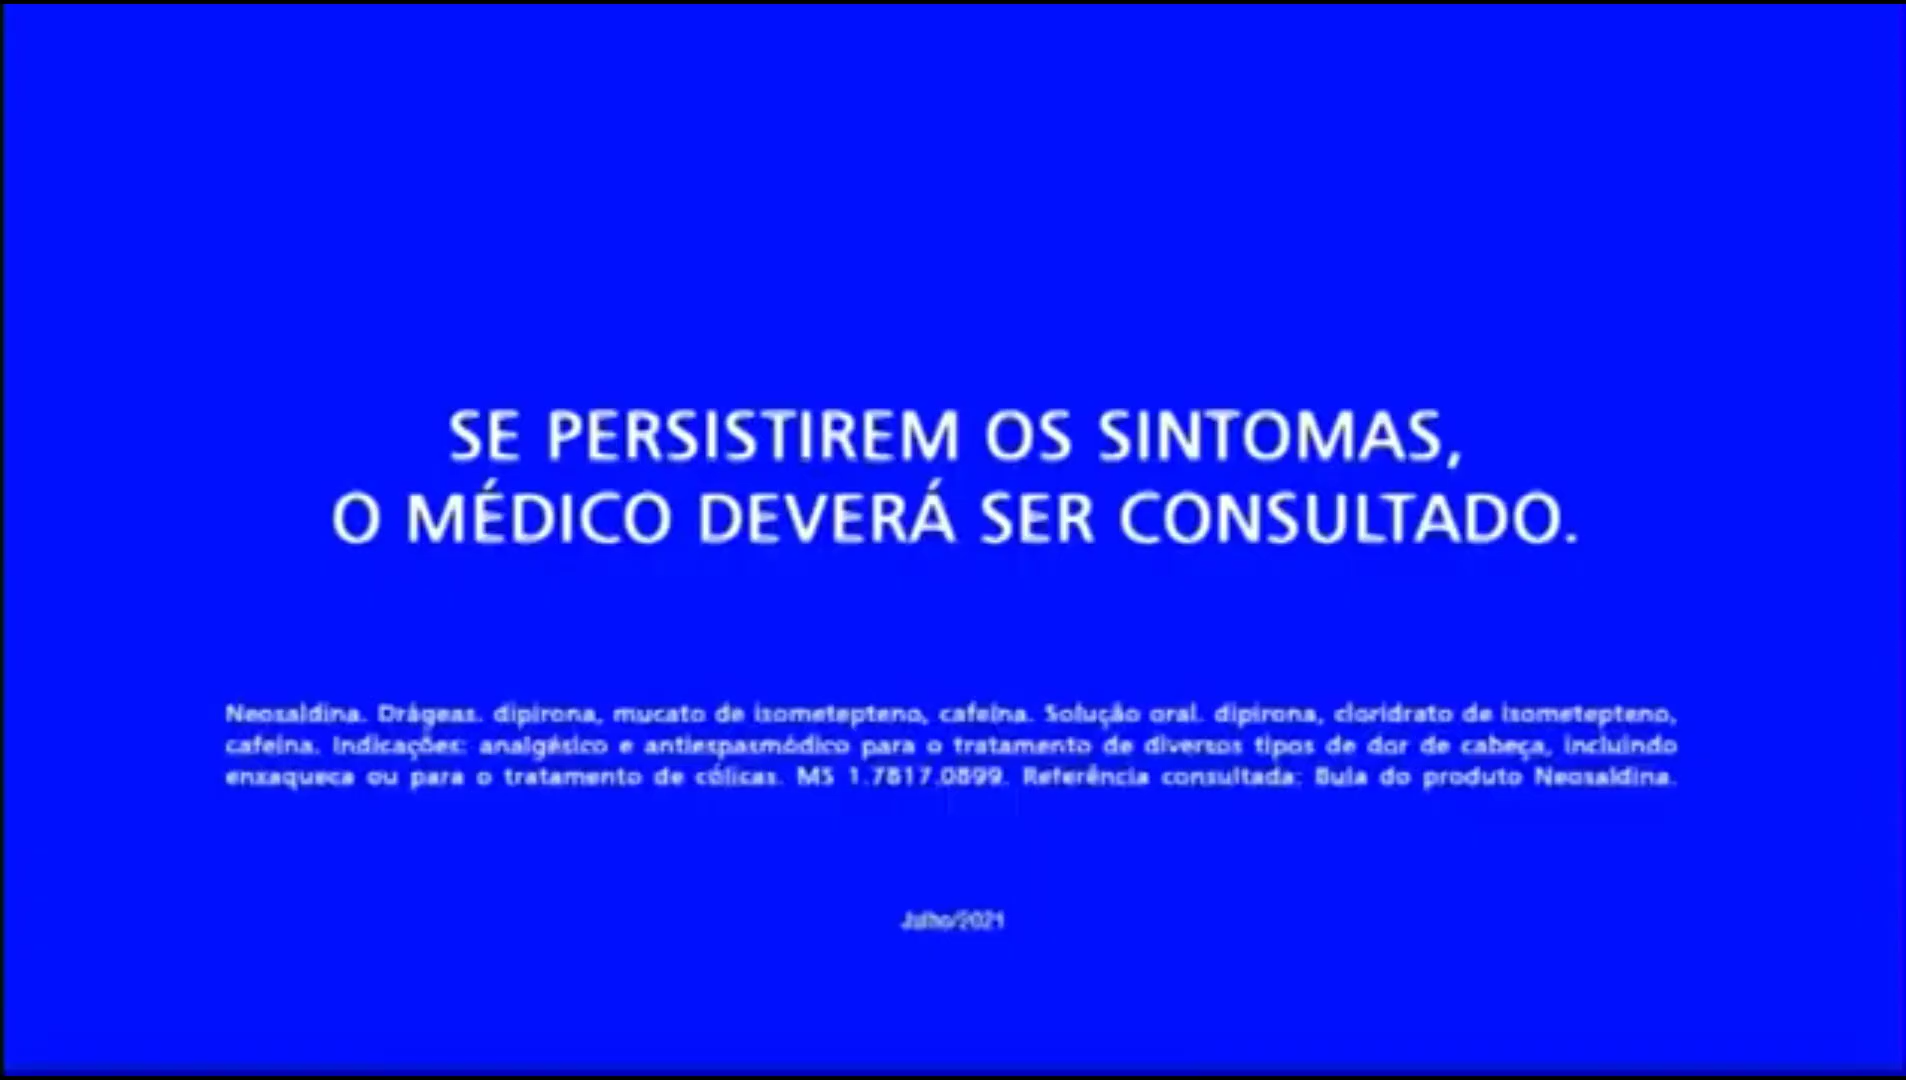 SE PERSISTIREM OS SINTOMAS,
O MÉDICO DEVERÁ SER CONSULTADO.
Neosaldina. Drágeas. dipirona, mucato de isometepteno, cafeína. Solução oral. dipirona, cloridrato de isometepteno,
cafeína. Indicações: analgésico e antiespasmódico para o tratamento de diversos tipos de dor de cabeça, incluindo
enxaqueca ou para o tratamento de cólicas. MS 1.7817.0899. Referência consultada: Bula do produto Neosaldina.
Julho/2021